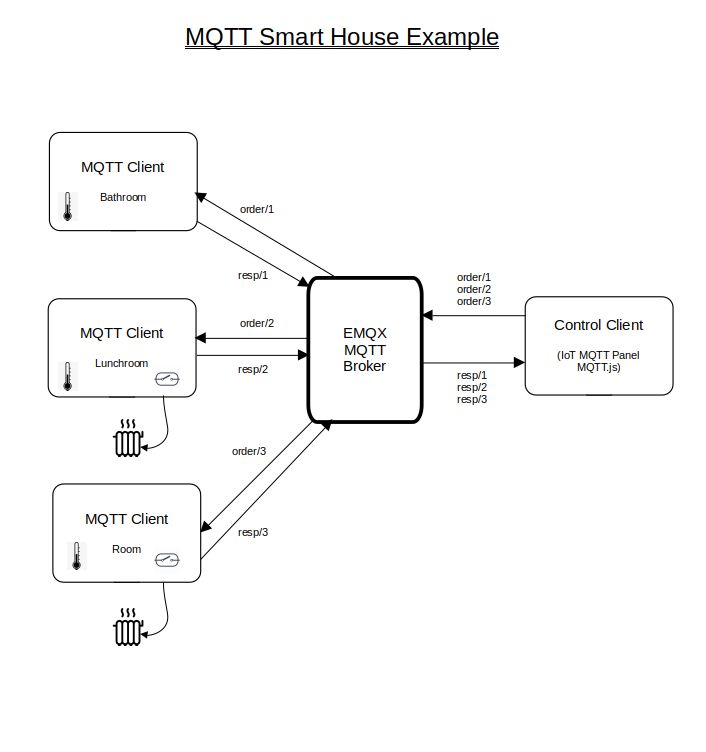 MQTT Smart House Example
MQTT Client
Bathroom
order/1
resp/1
MQTT Client
Lunchroom
order/2
resp/2
EMQX
MQTT
Broker
order/1
order/2
order/3
resp/1
resp/2
resp/3
Control Client
(IoT MQTT Panel
MQTT.js)
order/3
resp/3
MQTT Client
Room